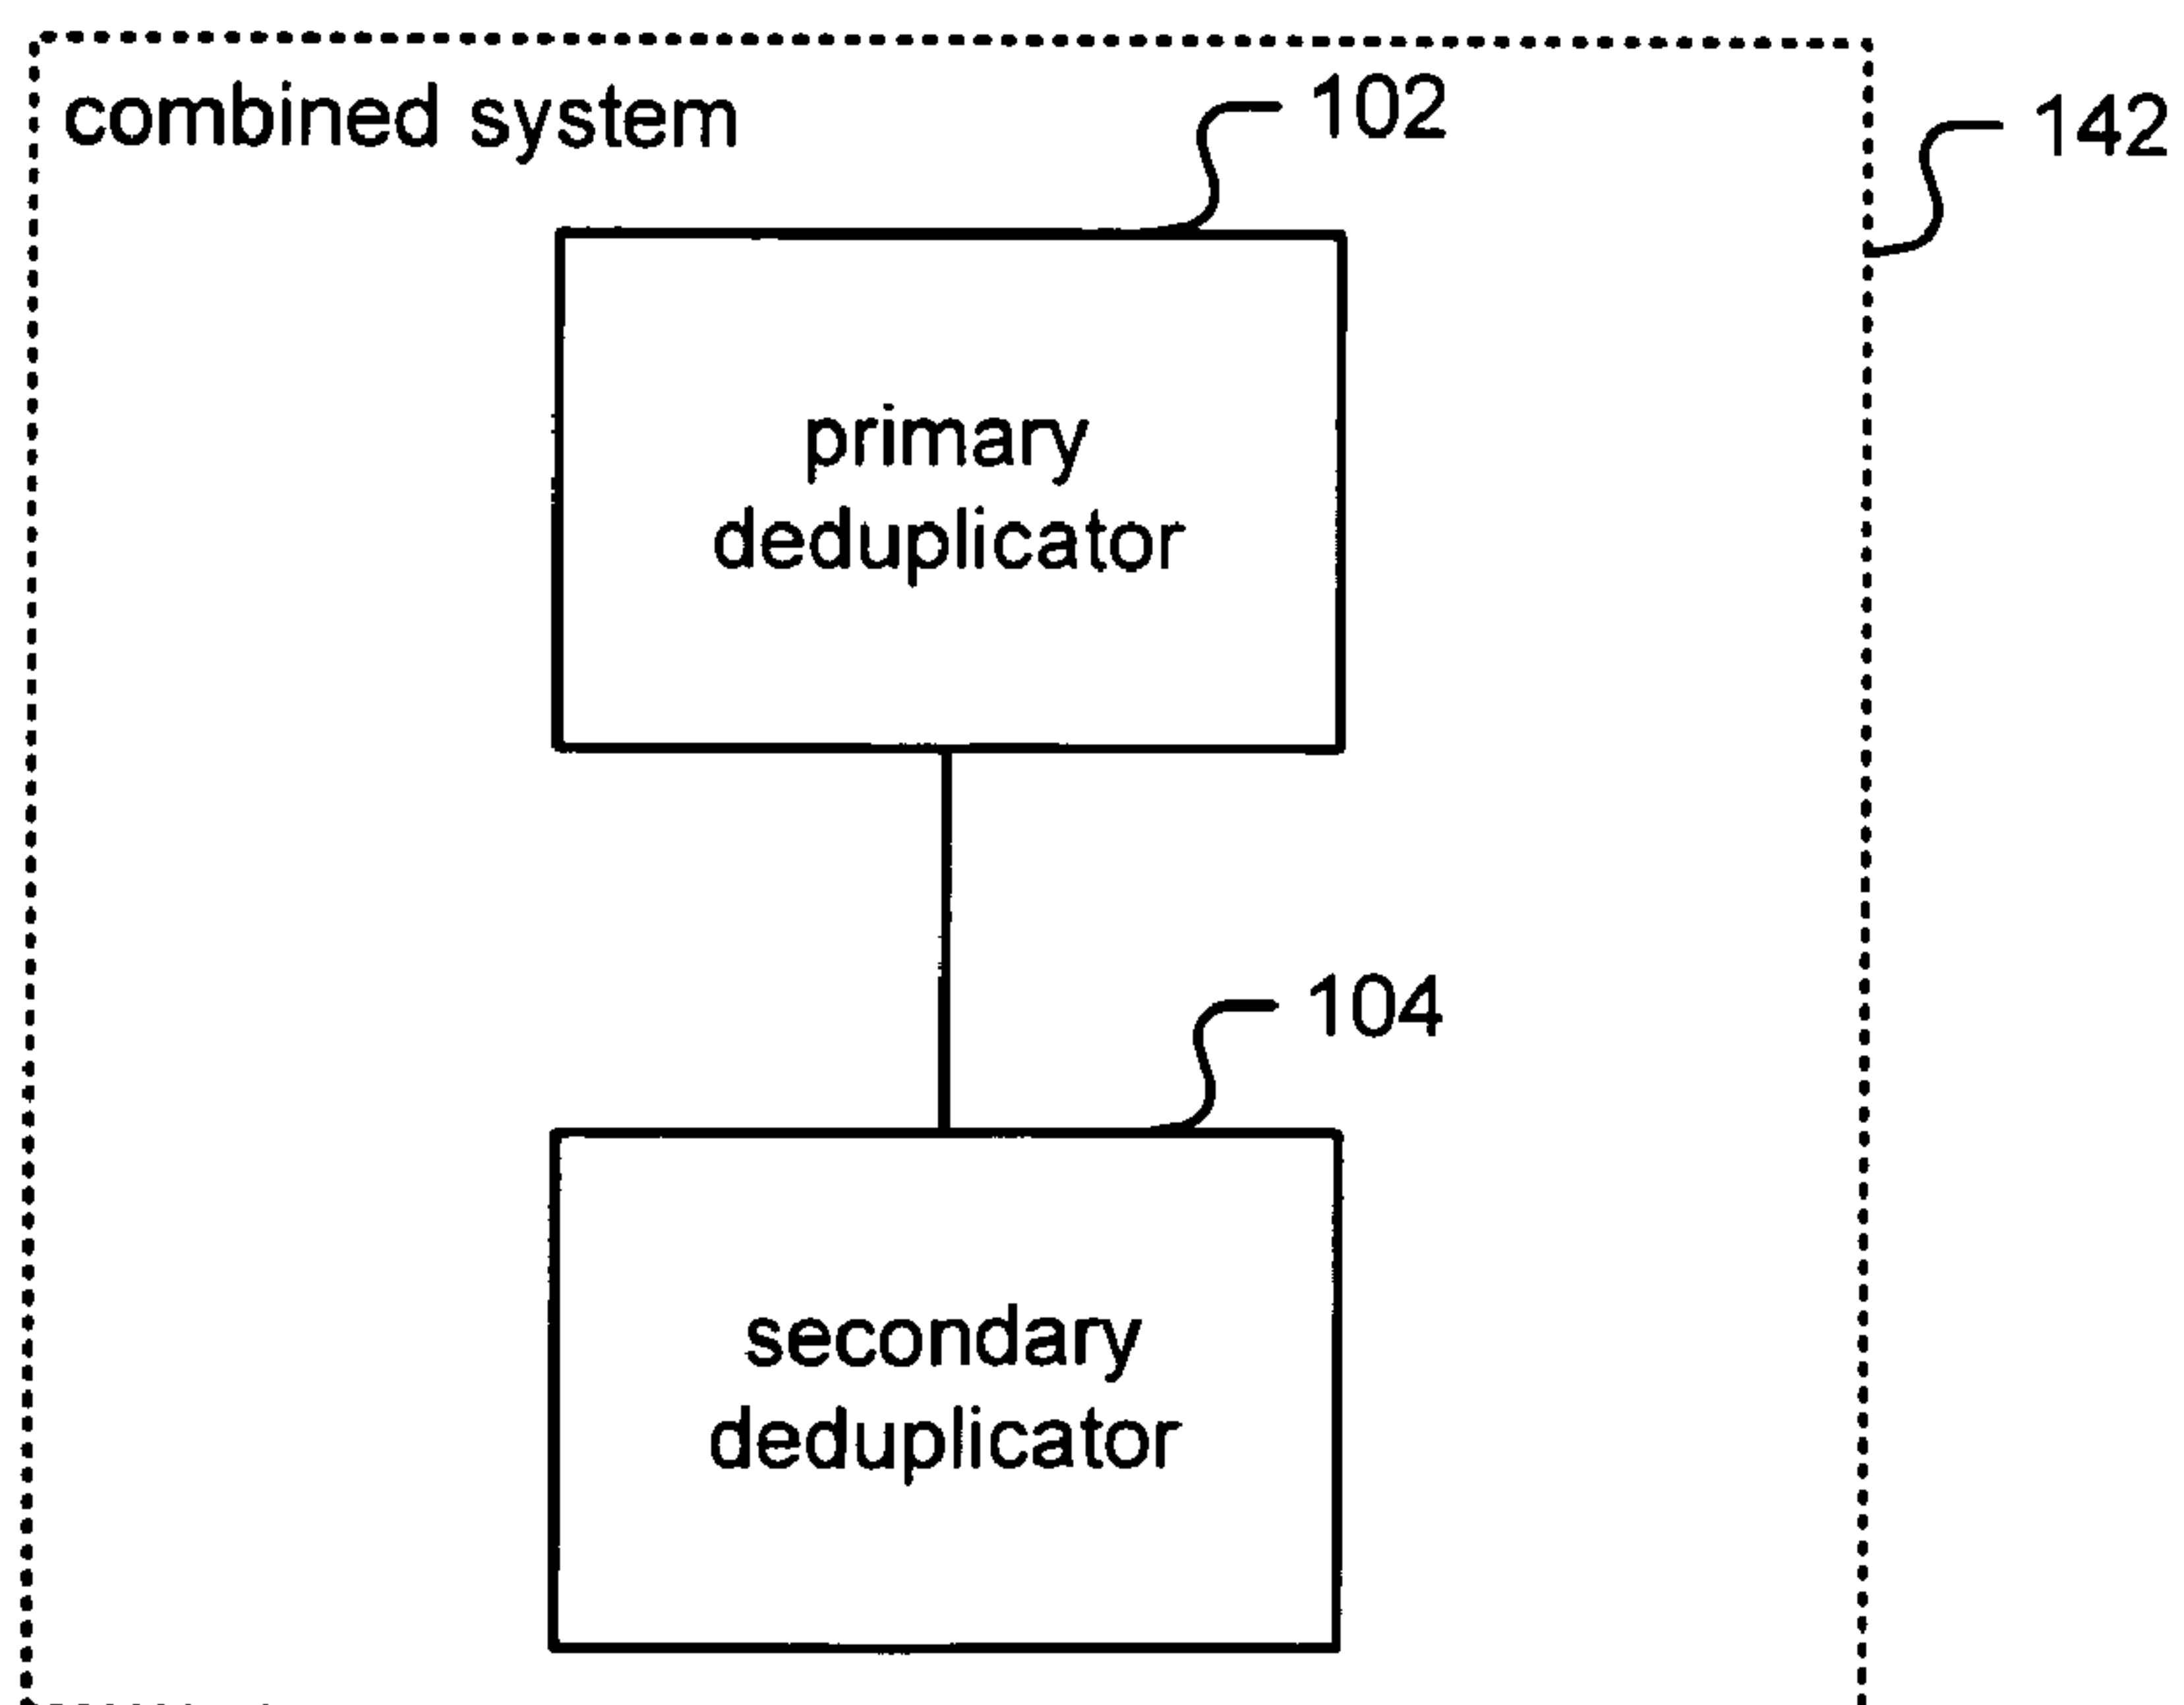 combined system
102
142
primary
deduplicator
104
secondary
deduplicator